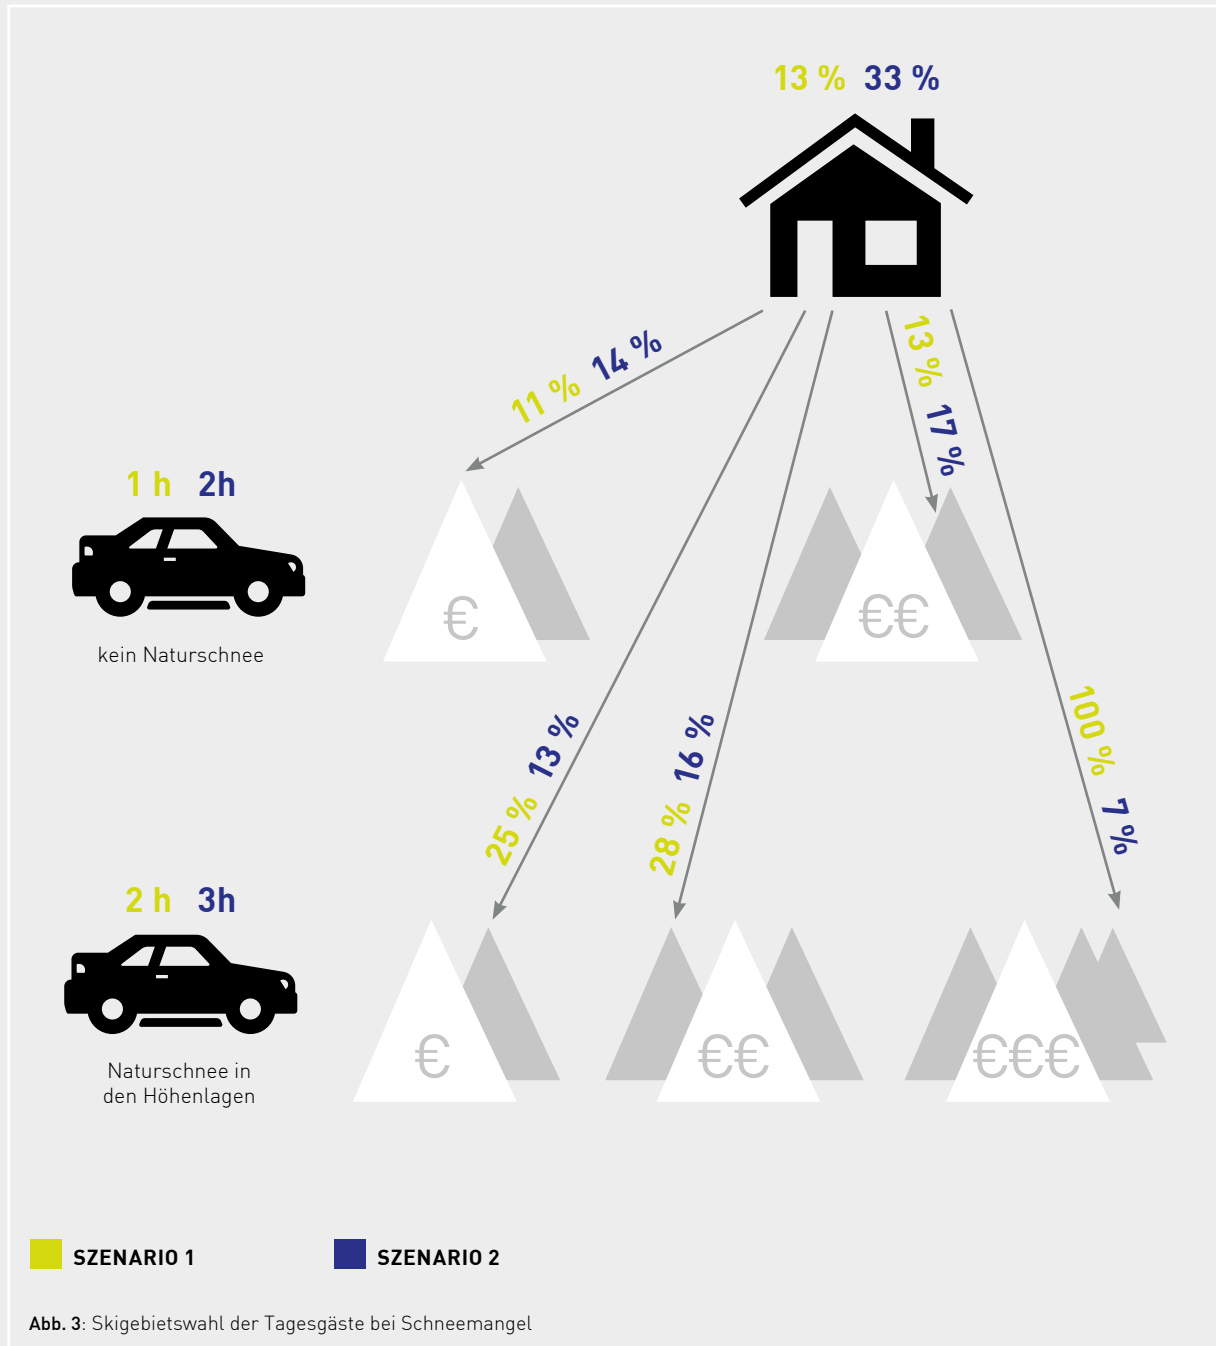 13 % 33 %
11 % 14 %
13 % 17 %
1 h 2h
kein Naturschnee
€
€€
25 % 13 %
28 % 16 %
100 % 7 %
2 h 3h
Naturschnee in
den Höhenlagen
€
€€
€€€
SZENARIO 1
SZENARIO 2
Abb. 3: Skigebietswahl der Tagesgäste bei Schneemangel